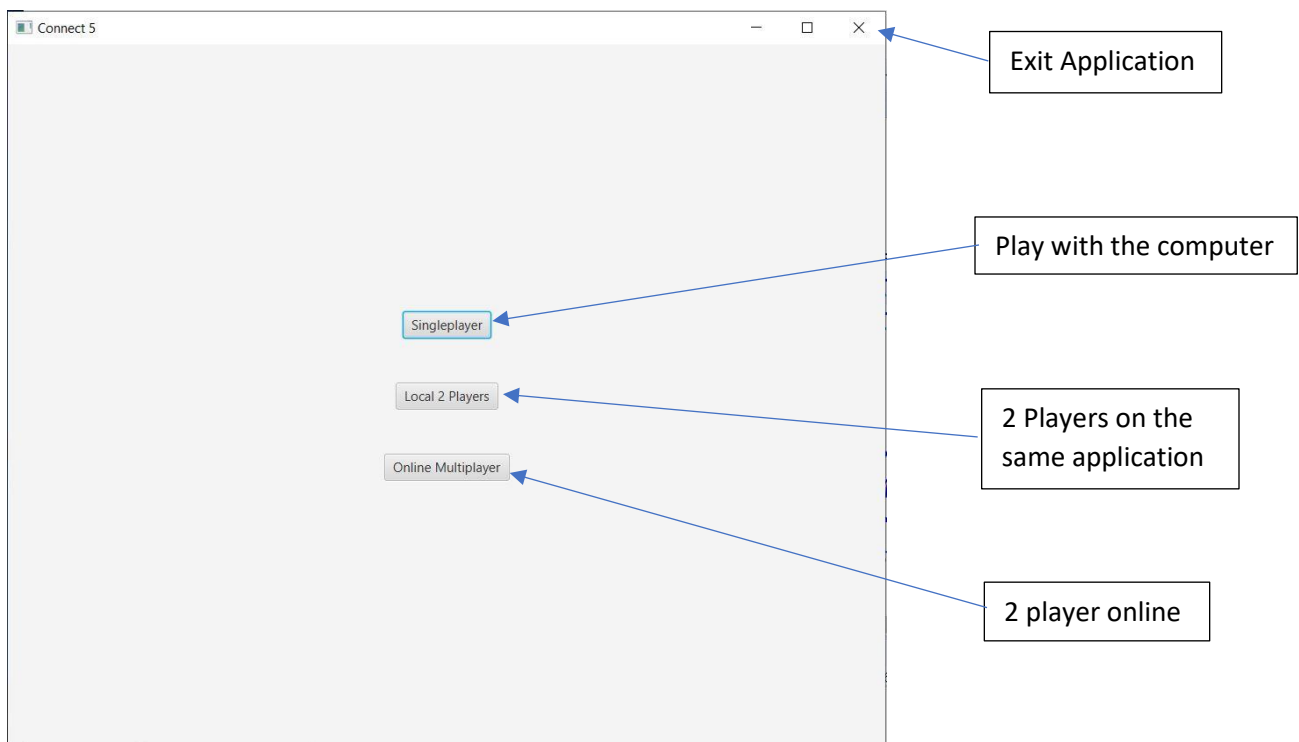 Connect 5
Exit Application
Play with the computer
Singleplayer
Local 2 Players
2 Players on the
same application
Online Multiplayer
2 player online